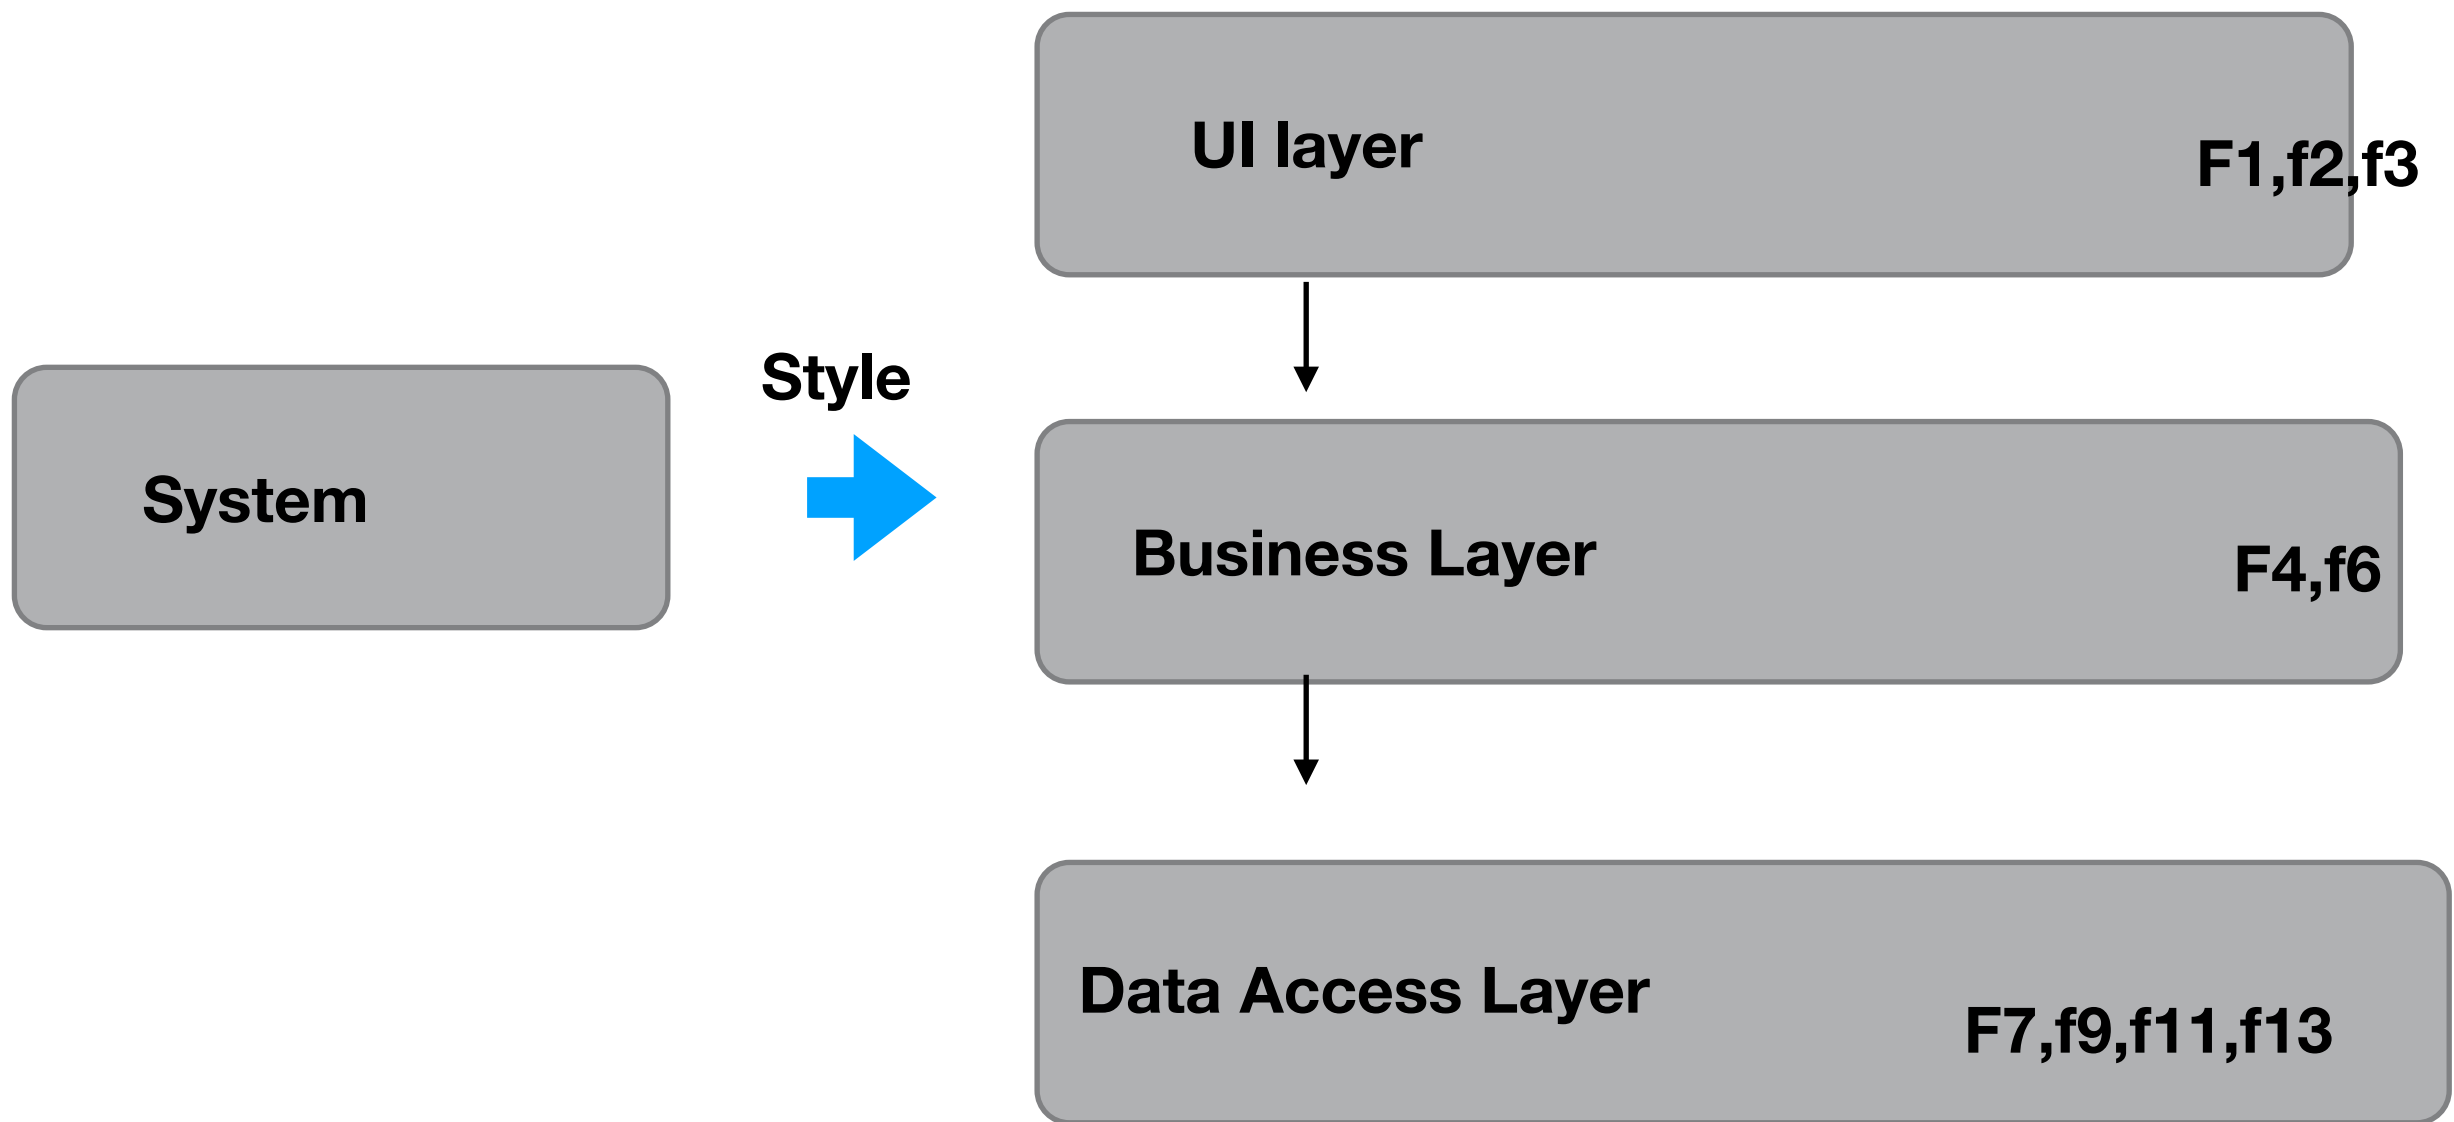 UI layer
F1,f2,f3
Style
System
Business Layer
F4,f6
Data Access Layer
F7,f9,f11,f13